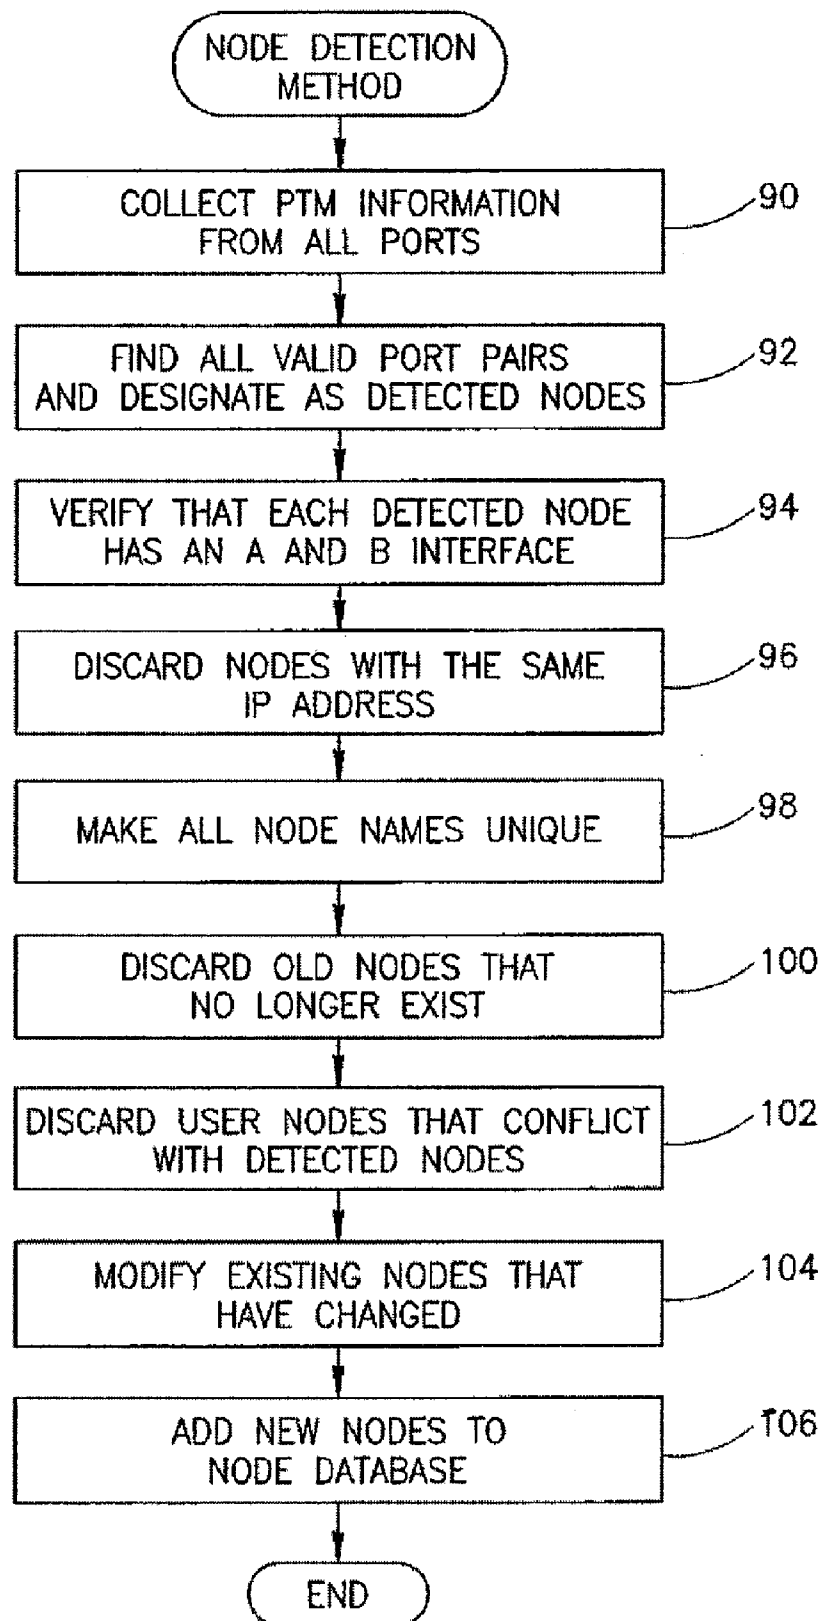 NODE DETECTION
METHOD
COLLECT PTM INFORMATION
FROM ALL PORTS
90
FIND ALL VALID PORT PAIRS
AND DESIGNATE AS DETECTED NODES
92
VERIFY THAT EACH DETECTED NODE
HAS AN A AND B INTERFACE
94
DISCARD NODES WITH THE SAME
IP ADDRESS
96
MAKE ALL NODE NAMES UNIQUE
98
DISCARD OLD NODES THAT
NO LONGER EXIST
100
DISCARD USER NODES THAT CONFLICT
WITH DETECTED NODES
102
MODIFY EXISTING NODES THAT
HAVE CHANGED
104
ADD NEW NODES TO
NODE DATABASE
106
END